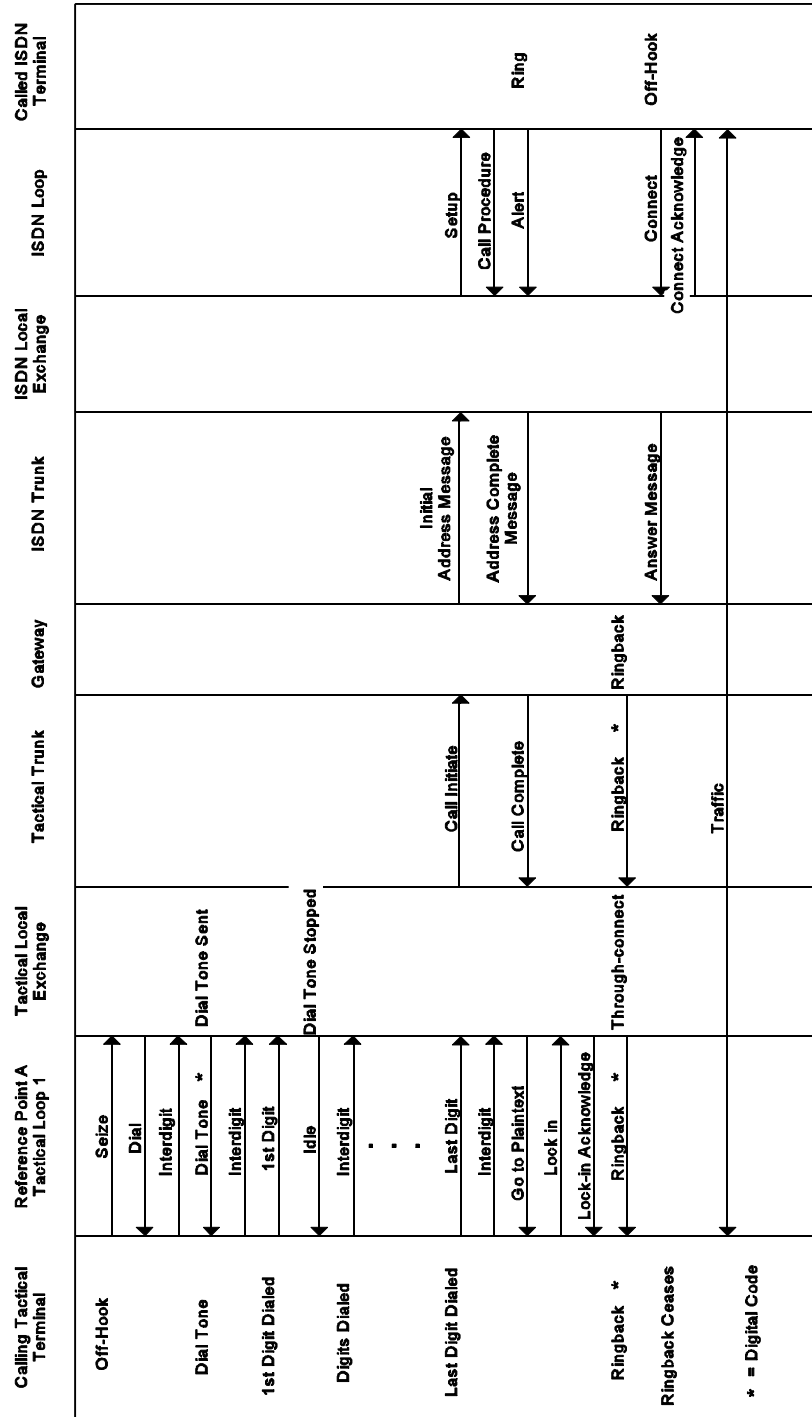 Calling Tactical
Terminal
Reference Point A
Tactical Loop 1
Tactical Local
Exchange
Tactical Trunk
Gateway
ISDN Trunk
ISDN Local
Exchange
ISDN Loop
Called ISDN
Terminal
Off-Hook
Seize
Dial
Interdigit
Dial Tone
Dial Tone *
Dial Tone Sent
Interdigit
1st Digit Dialed
1st Digit
Idle
Dial Tone Stopped
Digits Dialed
Interdigit
. . .
Last Digit Dialed
Last Digit
Call Initiate
Initial
Address Message
Setup
Interdigit
Call Procedure
Go to Plaintext
Call Complete
Address Complete
Message
Alert
Ring
Lock in
Lock-in Acknowledge
Ringback *
Ringback *
Through-connect
Ringback *
Ringback
Ringback Ceases
Answer Message
Connect
Off-Hook
Connect Acknowledge
Traffic
* = Digital Code